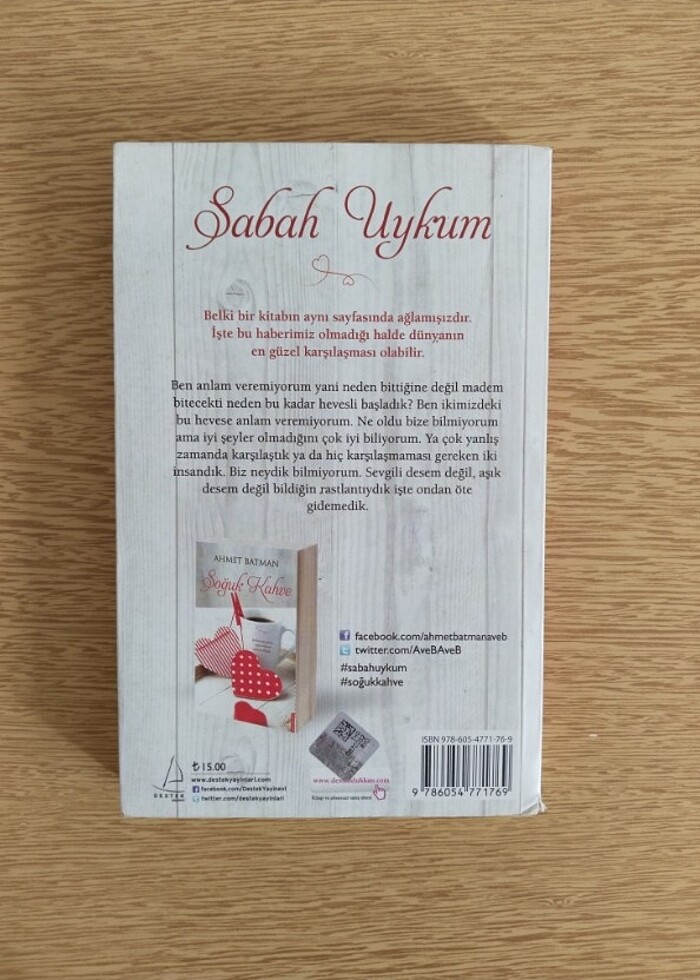 Sabah Uykum
Belki bir kitabın aynı sayfasında ağlamışızdır.
İşte bu haberimiz olmadığı halde dünyanın
en güzel karşılaşması olabilir.
Ben anlam veremiyorum yani neden bittiğine değil madem
bitecekti neden bu kadar hevesli başladık? Ben ikimizdeki
bu hevese anlam veremiyorum. Ne oldu bize bilmiyorum
ama iyi şeyler olmadığını çok iyi biliyorum. Ya çok yanlış
zamanda karşılaştık ya da hiç karşılaşmaması gereken iki
insandık. Biz neydik bilmiyorum. Sevgili desem değil, aşık
desem değil bildiğin rastlantıydık işte ondan öte
gidemedik.
AHMET BATMAN
Soğuk Kahve
facebook.com/ahmetbatmanaveb
twitter.com/AveBAveB
#sabahuykum
#soğukkahve
₺15.00
www.destekyayinlari.com
facebook.com/DestekYayinevi
twitter.com/destekyayinlari
DESTEK
ISBN 978-605-4771-76-9
9 786054 771769